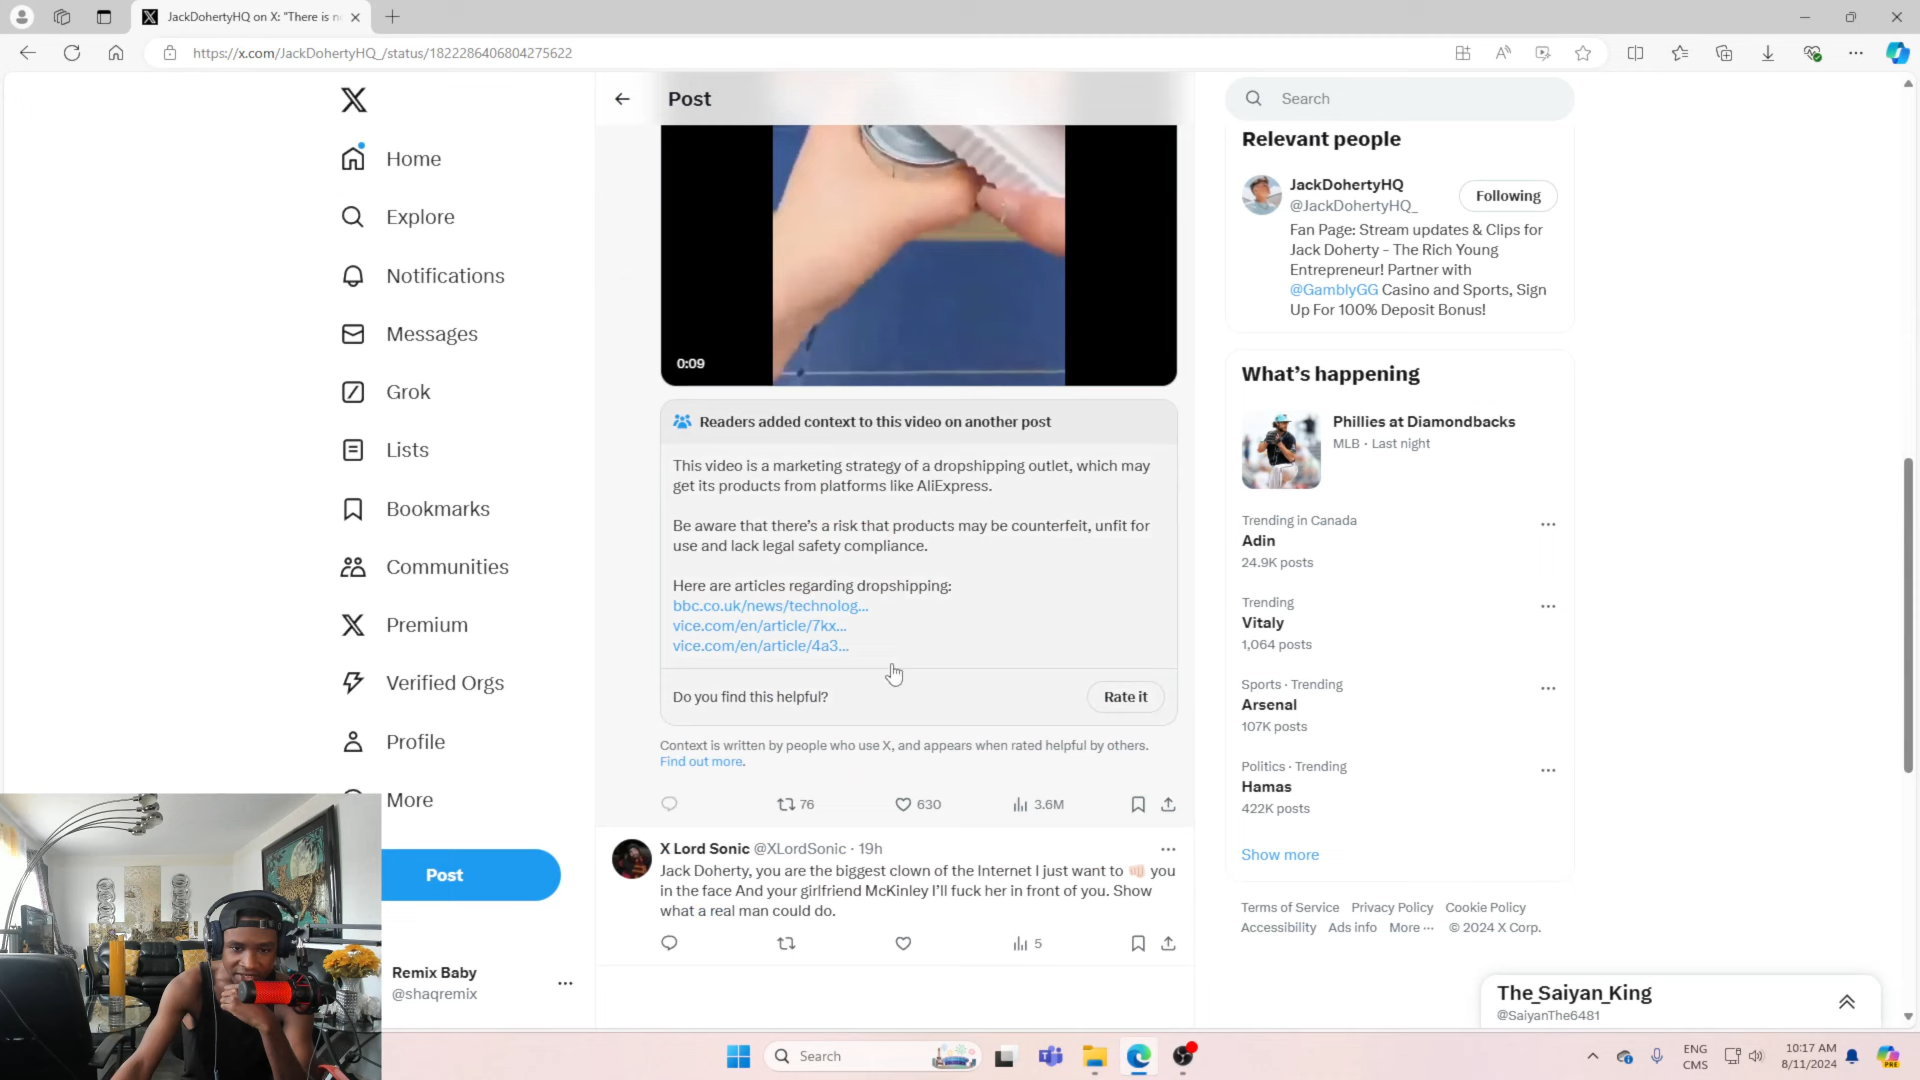 JackDohertyHQ on X: "There is n
https://x.com/JackDohertyHQ_/status/1822286406804275622
Home
Explore
Notifications
Messages
Grok
Lists
Bookmarks
Communities
Premium
Verified Orgs
Profile
More
Post
Remix Baby
@shaqremix
Post
0:09
Readers added context to this video on another post
This video is a marketing strategy of a dropshipping outlet, which may
get its products from platforms like AliExpress.
Be aware that there's a risk that products may be counterfeit, unfit for
use and lack legal safety compliance.
Here are articles regarding dropshipping:
bbc.co.uk/news/technolog...
vice.com/en/article/7kx...
vice.com/en/article/4a3...
Do you find this helpful?
Rate it
Context is written by people who use X, and appears when rated helpful by others.
Find out more.
76
630
3.6M
X Lord Sonic @XLordSonic · 19h
Jack Doherty, you are the biggest clown of the Internet I just want to 👊🏻 you
in the face And your girlfriend McKinley I'll fuck her in front of you. Show
what a real man could do.
5
Search
Relevant people
JackDohertyHQ
@JackDohertyHQ_
Following
Fan Page: Stream updates & Clips for
Jack Doherty - The Rich Young
Entrepreneur! Partner with
@GamblyGG Casino and Sports, Sign
Up For 100% Deposit Bonus!
What's happening
Phillies at Diamondbacks
MLB · Last night
Trending in Canada
Adin
24.9K posts
Trending
Vitaly
1,064 posts
Sports · Trending
Arsenal
107K posts
Politics · Trending
Hamas
422K posts
Show more
Terms of Service Privacy Policy Cookie Policy
Accessibility Ads info More ··· © 2024 X Corp.
The_Saiyan_King
@SaiyanThe6481
Search
ENG
CMS
10:17 AM
8/11/2024
PRE